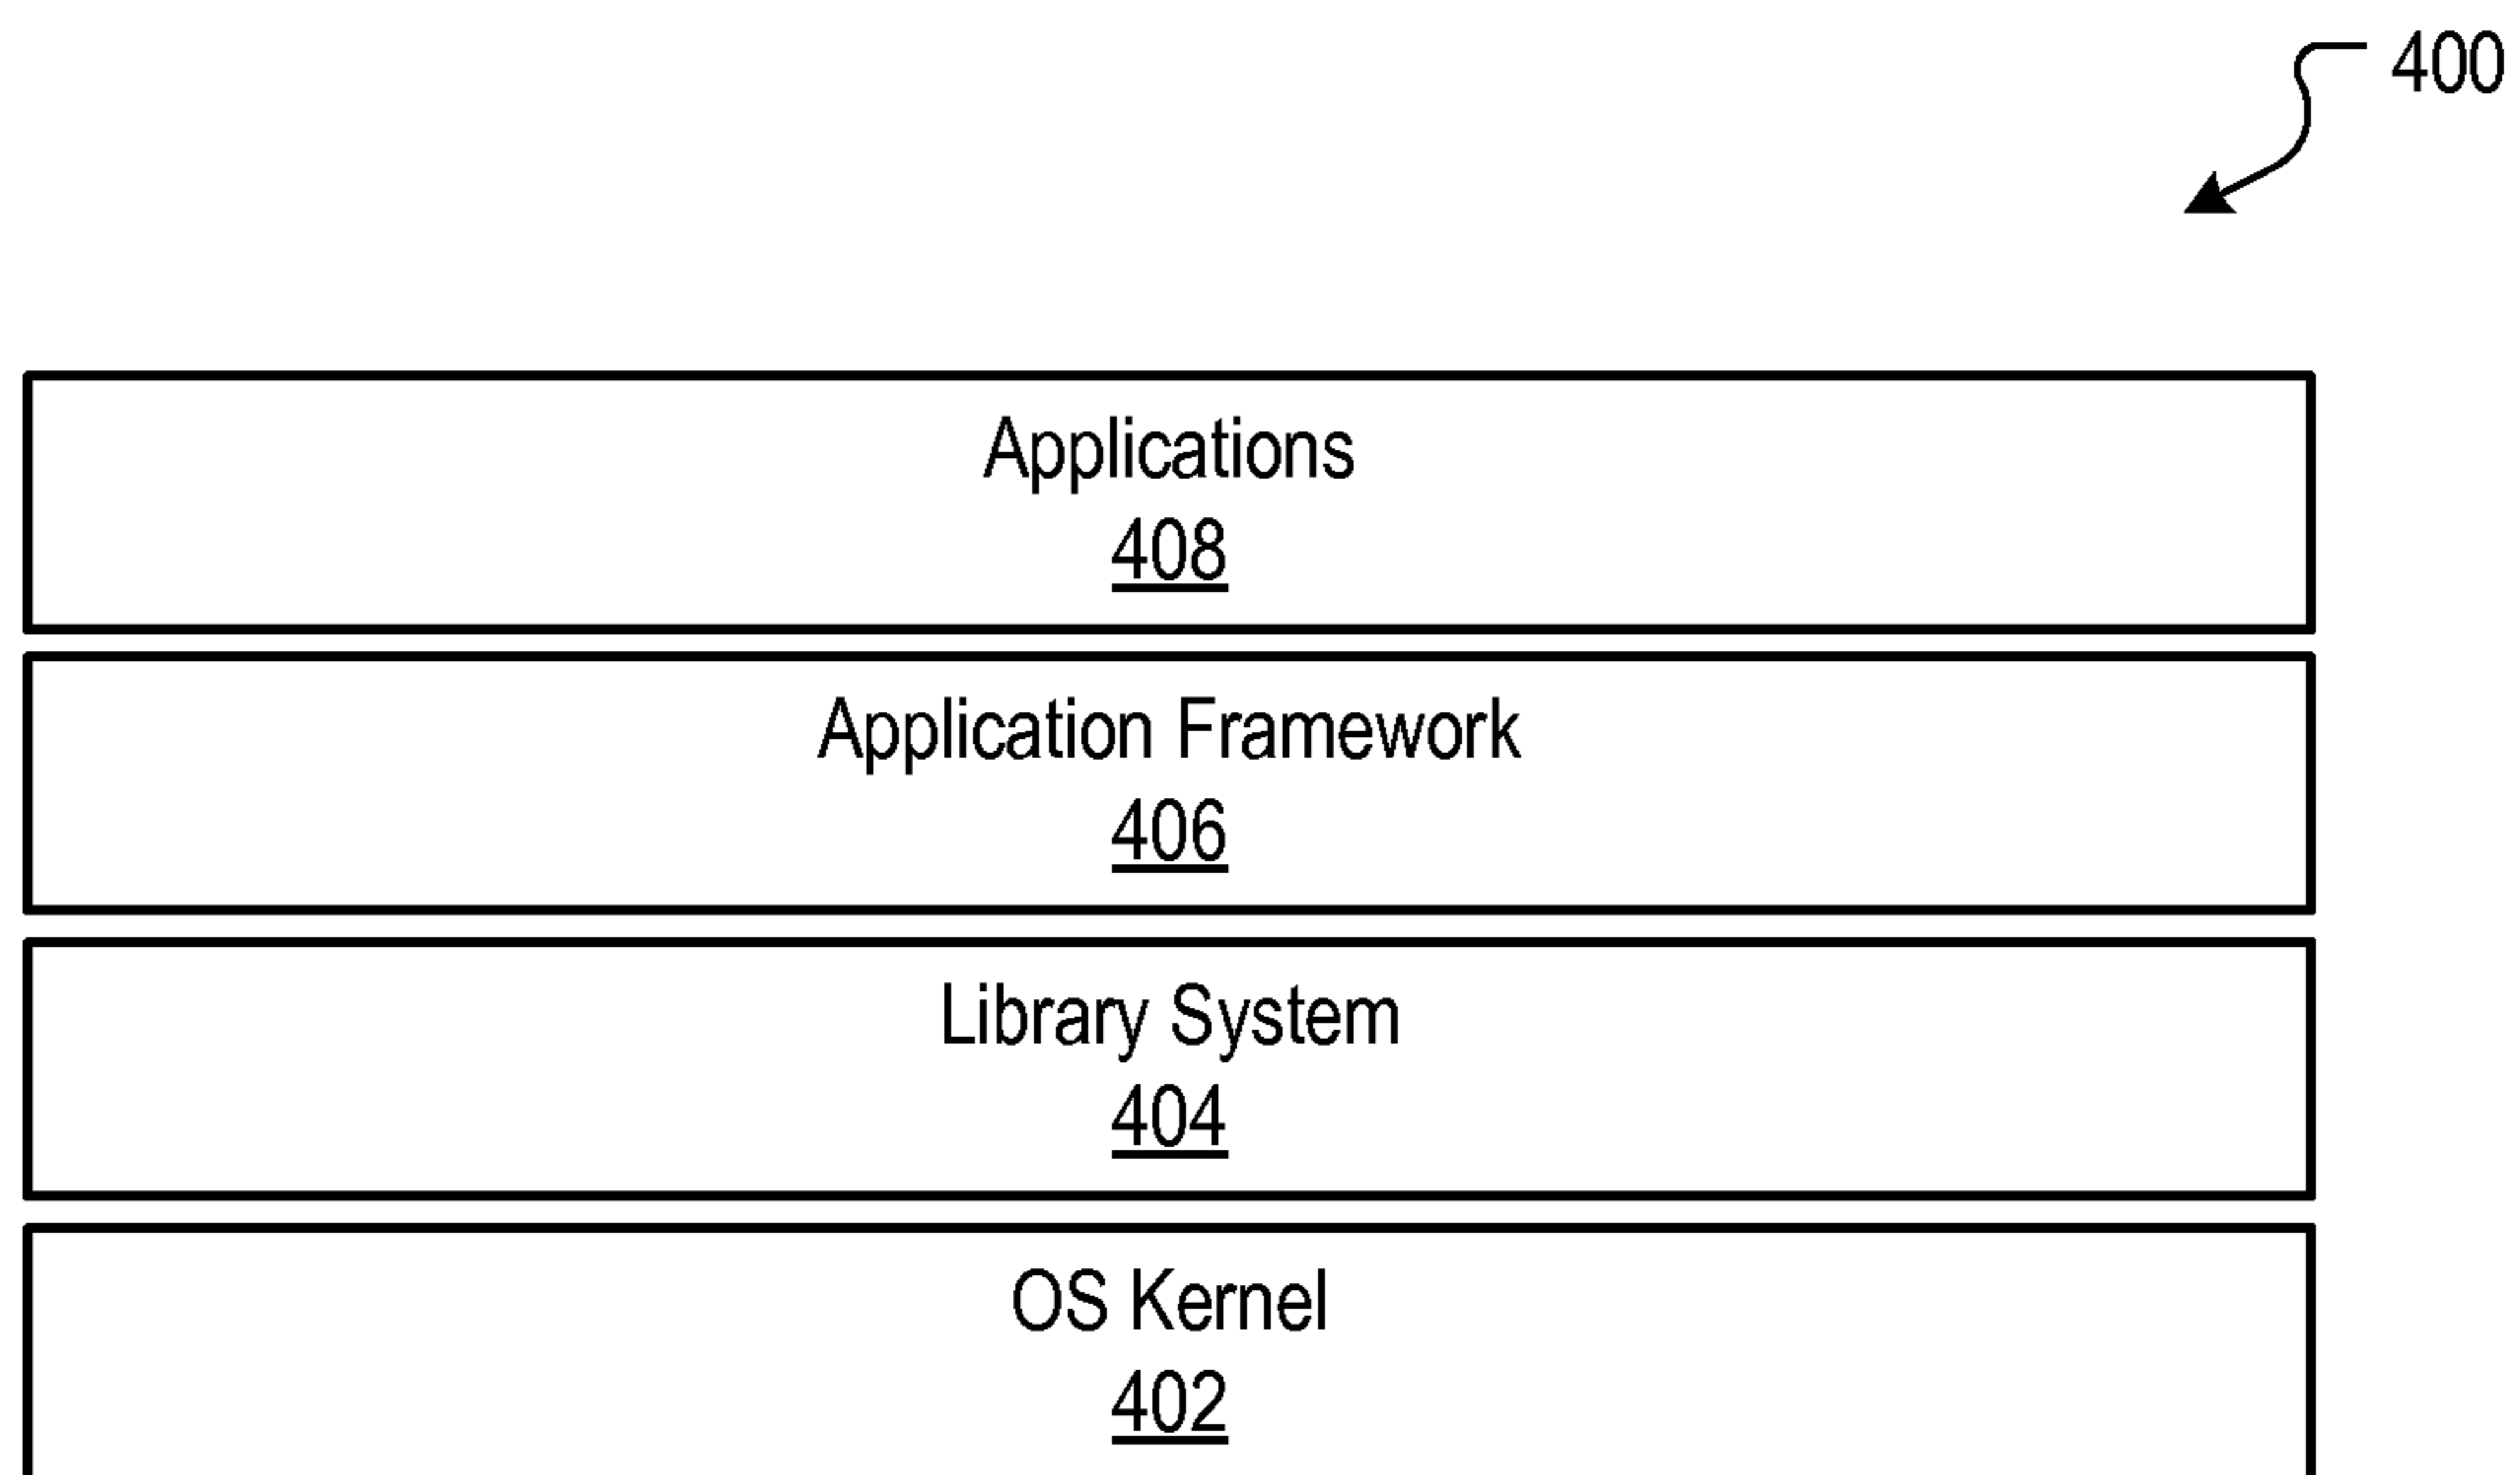 400
Applications
408
Application Framework
406
Library System
404
OS Kernel
402